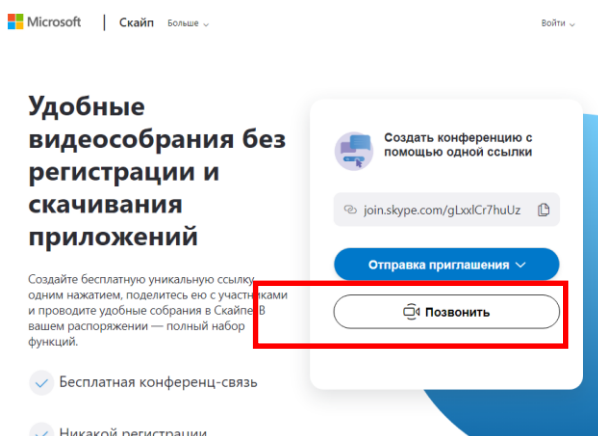 Microsoft | Скайп Больше Войти
Удобные
видеособрания без
регистрации и
скачивания
приложений
Создайте бесплатную уникальную ссылку
одним нажатием, поделитесь ею с участниками
и проводите удобные собрания в Скайпе. В
вашем распоряжении — полный набор
функций.
Бесплатная конференц-связь
Никакой регистрации
Создать конференцию с
помощью одной ссылки
join.skype.com/gLxxlCr7huUz
Отправка приглашения
Позвонить